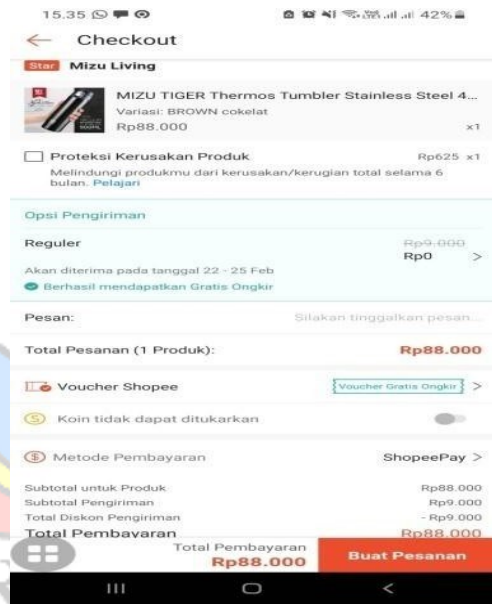 15.35 42%
Checkout
Star Mizu Living
MIZU TIGER Thermos Tumbler Stainless Steel 4...
Variasi: BROWN cokelat
Rp88.000 x1
Proteksi Kerusakan Produk Rp625 x1
Melindungi produkmu dari kerusakan/kerugian total selama 6
bulan. Pelajari
Opsi Pengiriman
Reguler Rp9.000
Rp0 >
Akan diterima pada tanggal 22 - 25 Feb
Berhasil mendapatkan Gratis Ongkir
Pesan: Silakan tinggalkan pesan...
Total Pesanan (1 Produk): Rp88.000
Voucher Shopee Voucher Gratis Ongkir >
Koin tidak dapat ditukarkan
Metode Pembayaran ShopeePay >
Subtotal untuk Produk Rp88.000
Subtotal Pengiriman Rp9.000
Total Diskon Pengiriman - Rp9.000
Total Pembayaran Rp88.000
Total Pembayaran
Rp88.000
Buat Pesanan